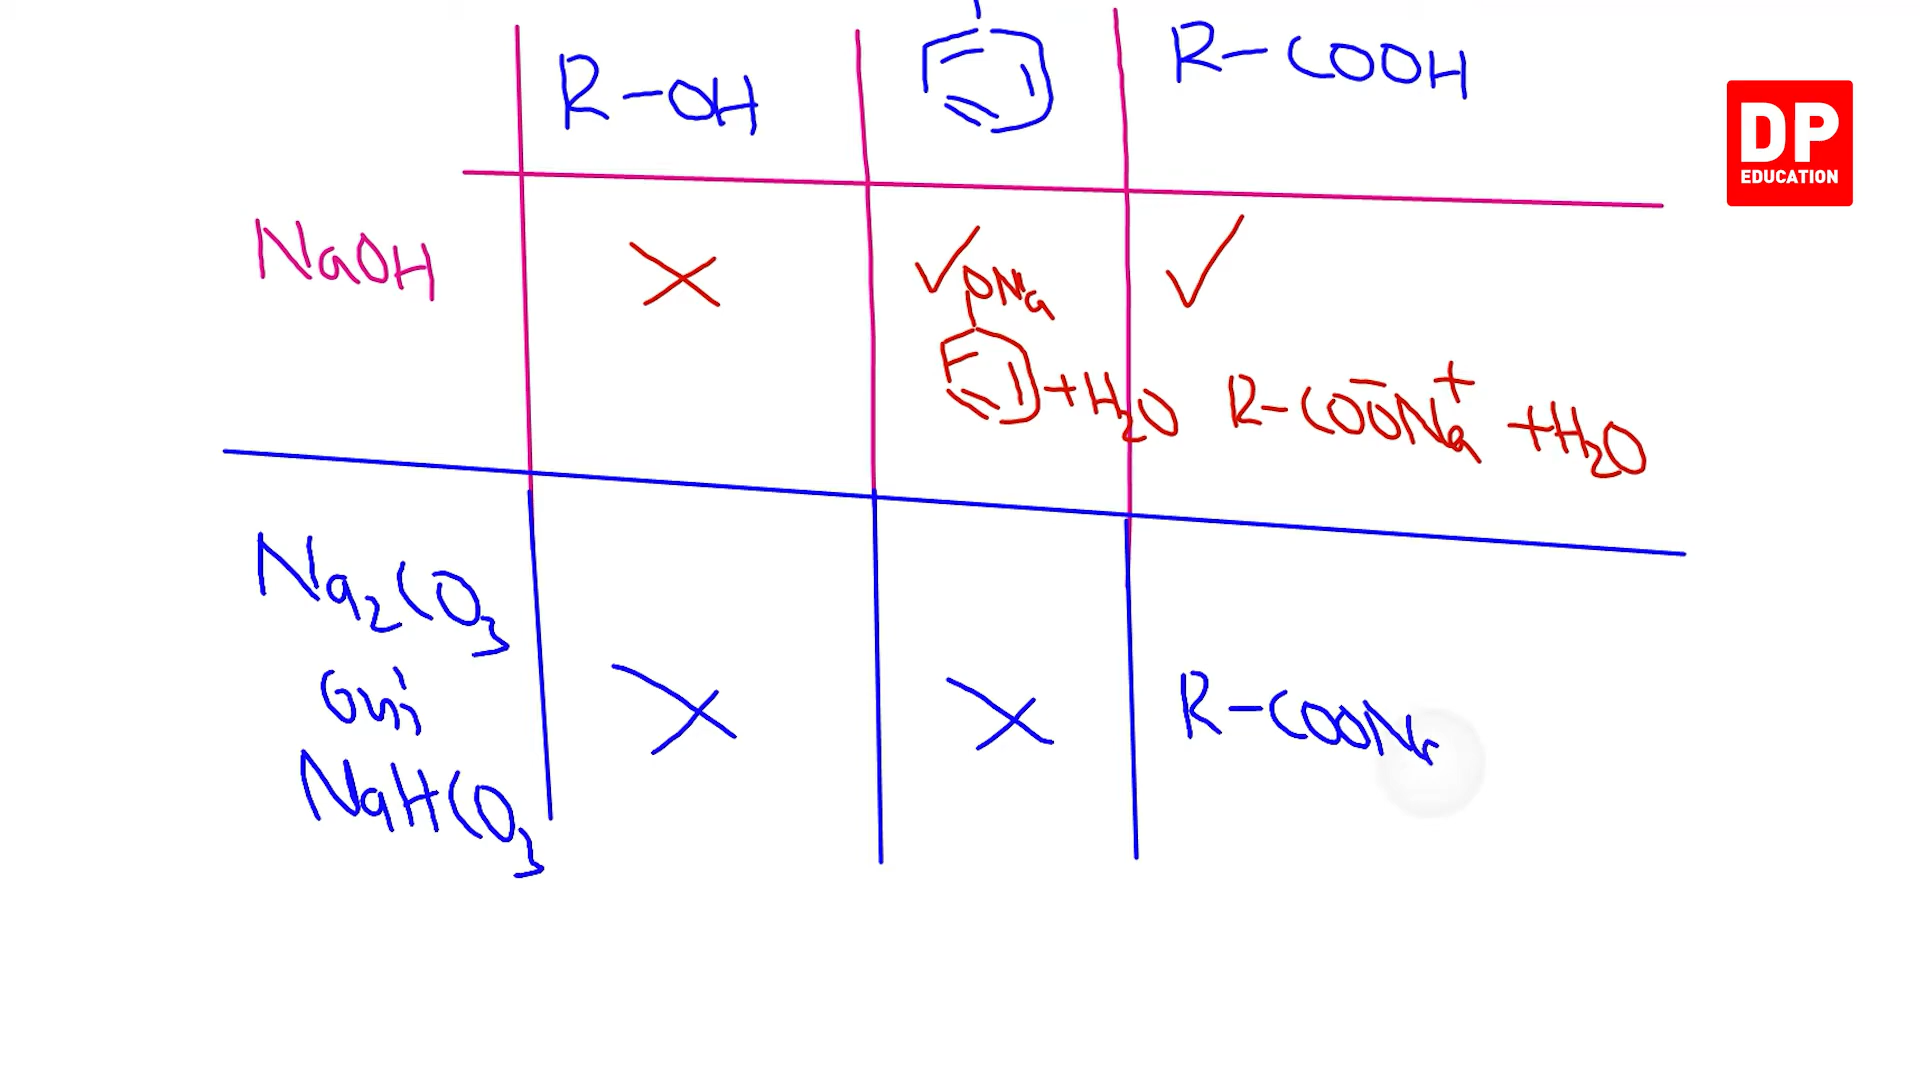 R-OH
R-COOH
DP
EDUCATION
NaOH
ONa
+H₂O
R-COO⁻Na⁺ +H₂O
Na₂CO₃
NaHCO₃
R-COONa